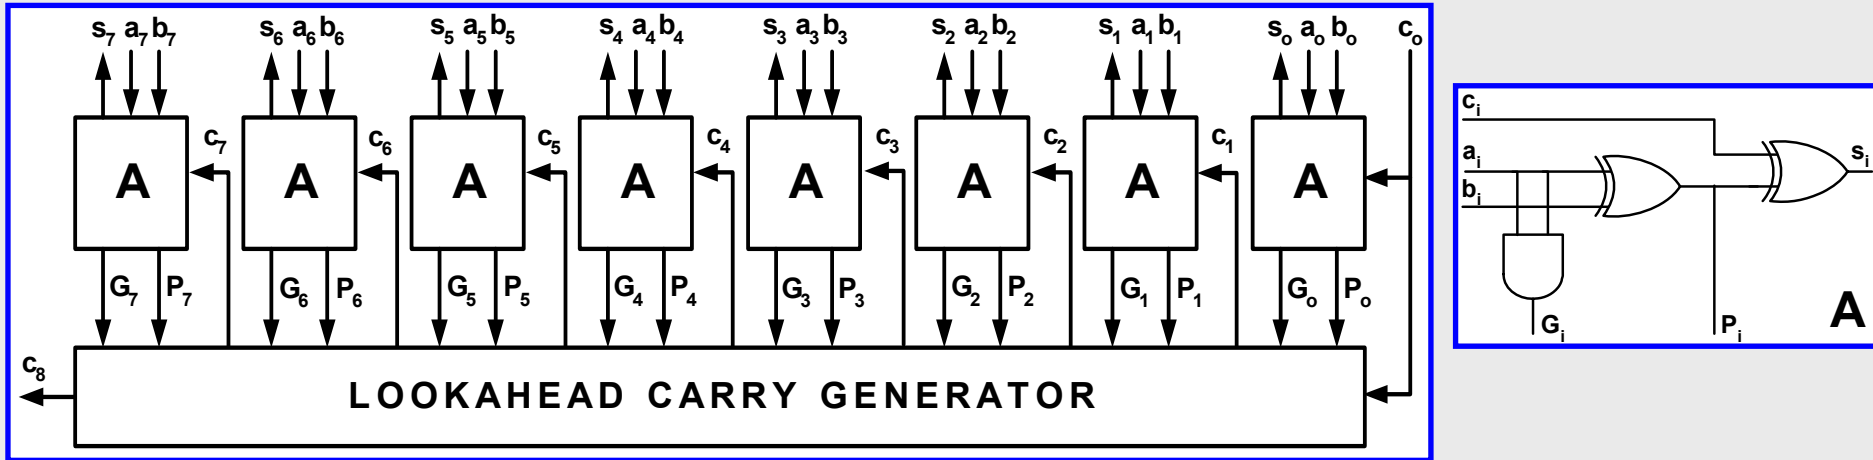 s7 a7 b7 s6 a6 b6 s5 a5 b5 s4 a4 b4 s3 a3 b3 s2 a2 b2 s1 a1 b1 so ao bo co
A c7 A c6 A c5 A c4 A c3 A c2 A c1 A
G7 P7 G6 P6 G5 P5 G4 P4 G3 P3 G2 P2 G1 P1 Go Po
c8
LOOKAHEAD CARRY GENERATOR
ci
ai
bi
si
Gi Pi A